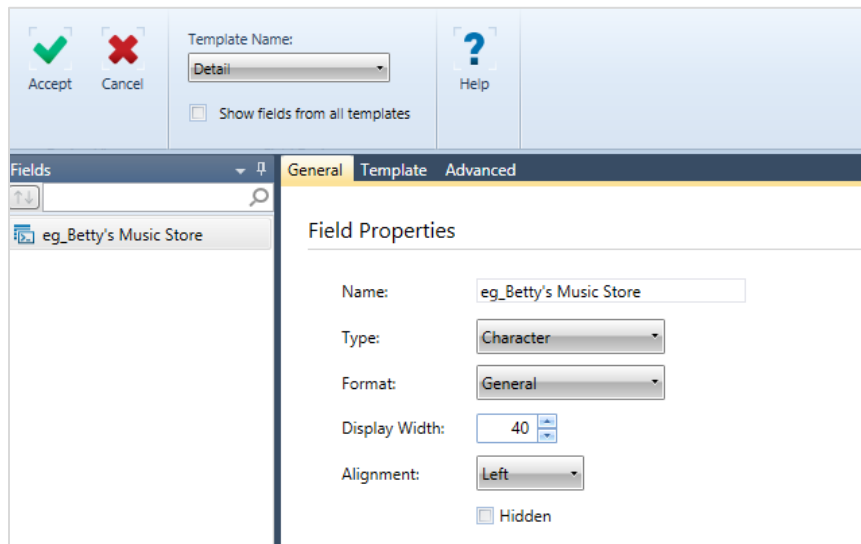 Template Name:
Detail
Accept
Cancel
Show fields from all templates
?
Help
Fields
General Template Advanced
eg_Betty's Music Store
Field Properties
Name: eg_Betty's Music Store
Type: Character
Format: General
Display Width: 40
Alignment: Left
Hidden